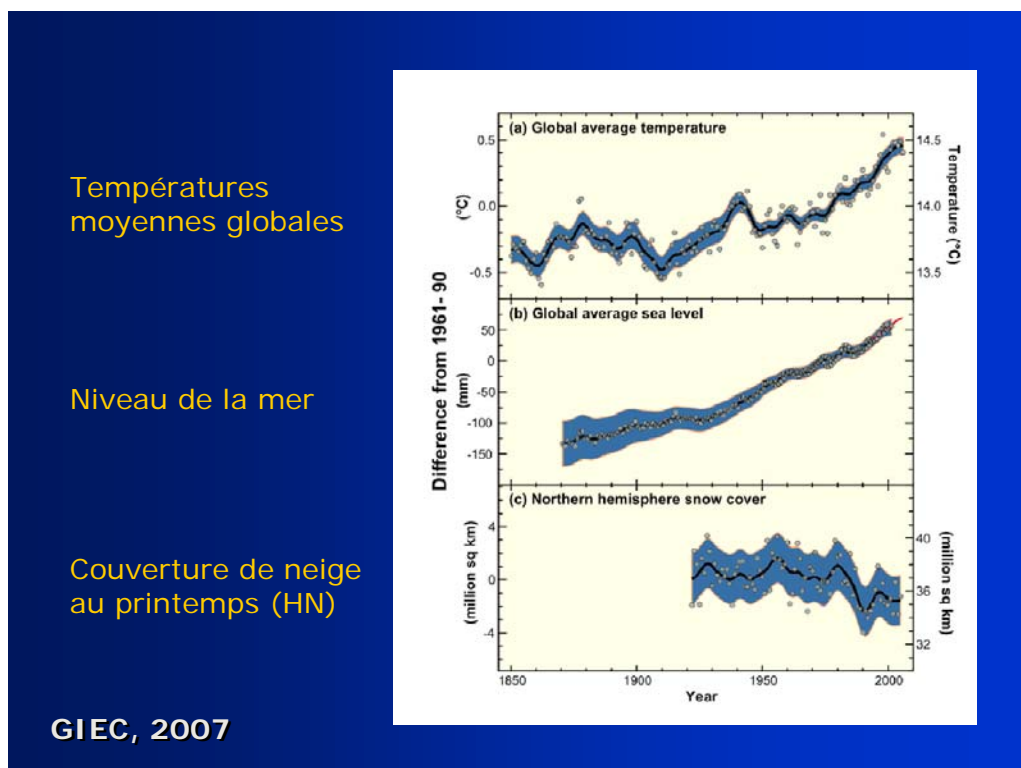 Températures
moyennes globales
Niveau de la mer
Couverture de neige
au printemps (HN)
GIEC, 2007
Difference from 1961- 90
(a) Global average temperature
(°C)
0.5
0.0
-0.5
Temperature (°C)
14.5
14.0
13.5
(b) Global average sea level
(mm)
50
0
-50
-100
-150
(c) Northern hemisphere snow cover
(million sq km)
4
0
-4
(million sq km)
40
36
32
1850
1900
1950
2000
Year